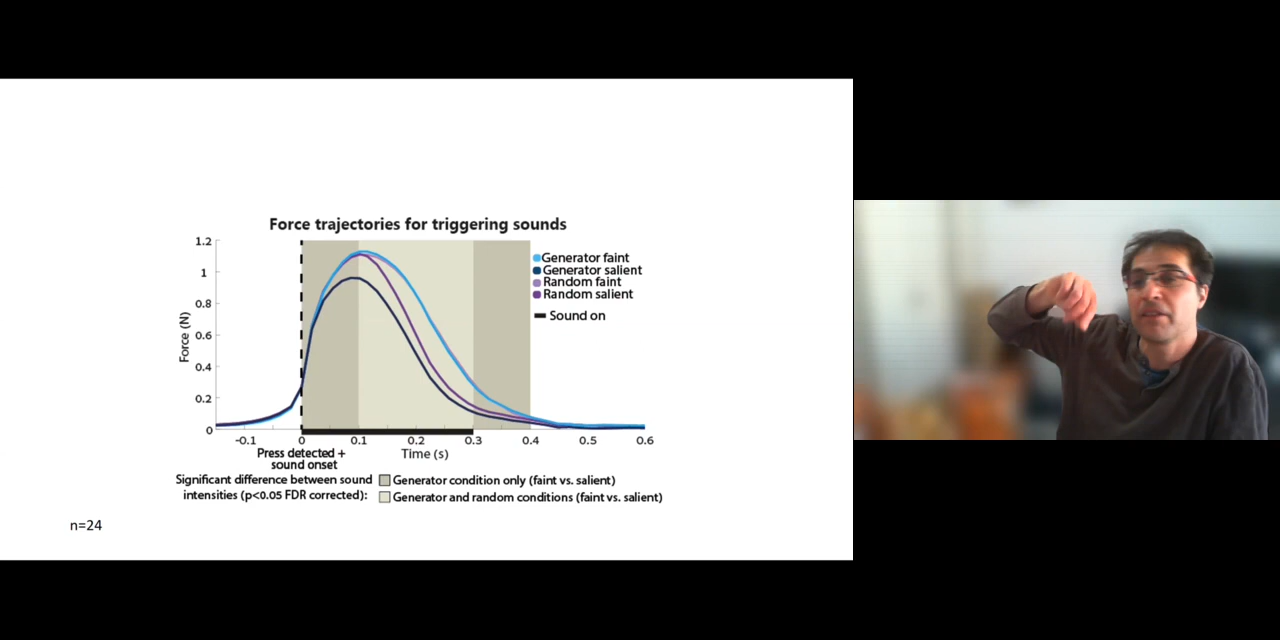 Force trajectories for triggering sounds
1.2
1
0.8
0.6
0.4
0.2
0
Force (N)
Generator faint
Generator salient
Random faint
Random salient
Sound on
-0.1
0
0.1
0.2
0.3
0.4
0.5
0.6
Press detected +
sound onset
Time (s)
Significant difference between sound
intensities (p<0.05 FDR corrected):
Generator condition only (faint vs. salient)
Generator and random conditions (faint vs. salient)
n=24